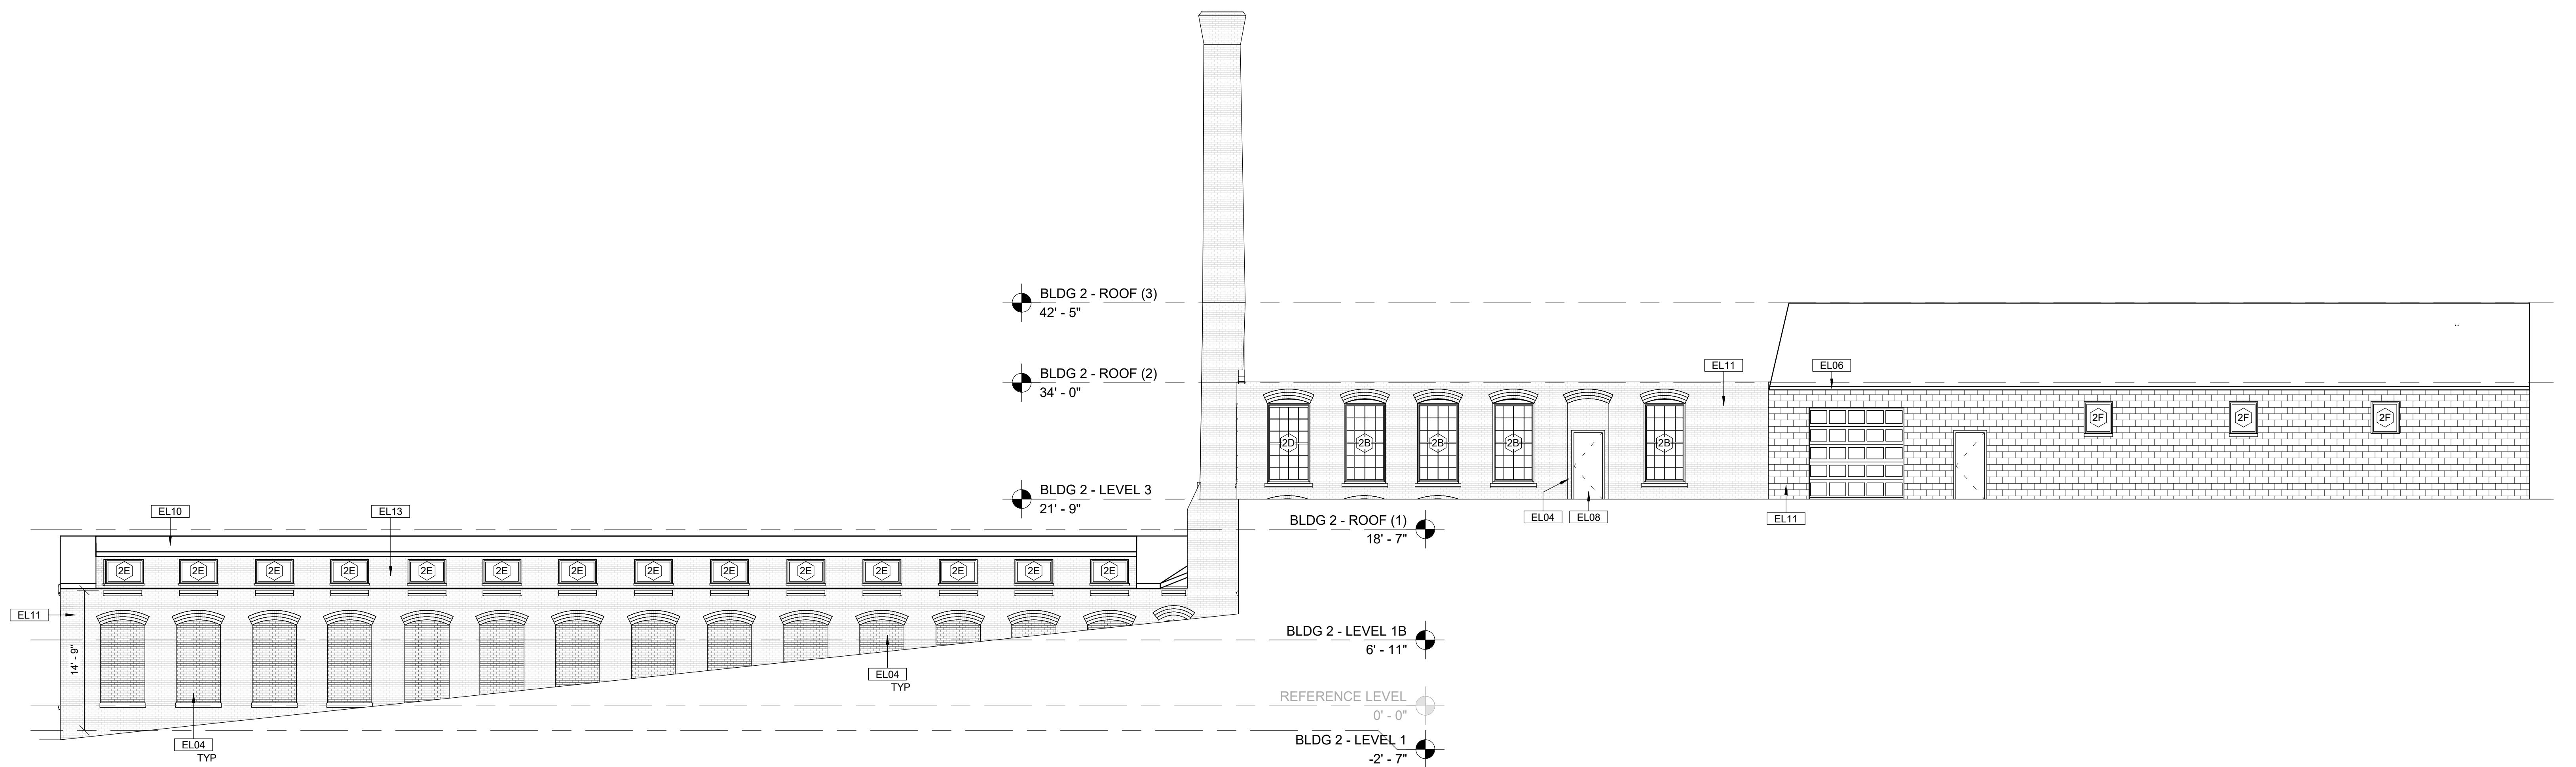 BLDG 2 - ROOF (3)
42' - 5"
BLDG 2 - ROOF (2)
34' - 0"
EL11
EL06
2D
2B
2B
2B
2B
2F
2F
2F
BLDG 2 - LEVEL 3
21' - 9"
EL04
EL08
EL11
EL10
EL13
BLDG 2 - ROOF (1)
18' - 7"
2E
2E
2E
2E
2E
2E
2E
2E
2E
2E
2E
2E
2E
2E
EL11
14' - 9"
BLDG 2 - LEVEL 1B
6' - 11"
EL04
TYP
REFERENCE LEVEL
0' - 0"
EL04
TYP
BLDG 2 - LEVEL 1
-2' - 7"